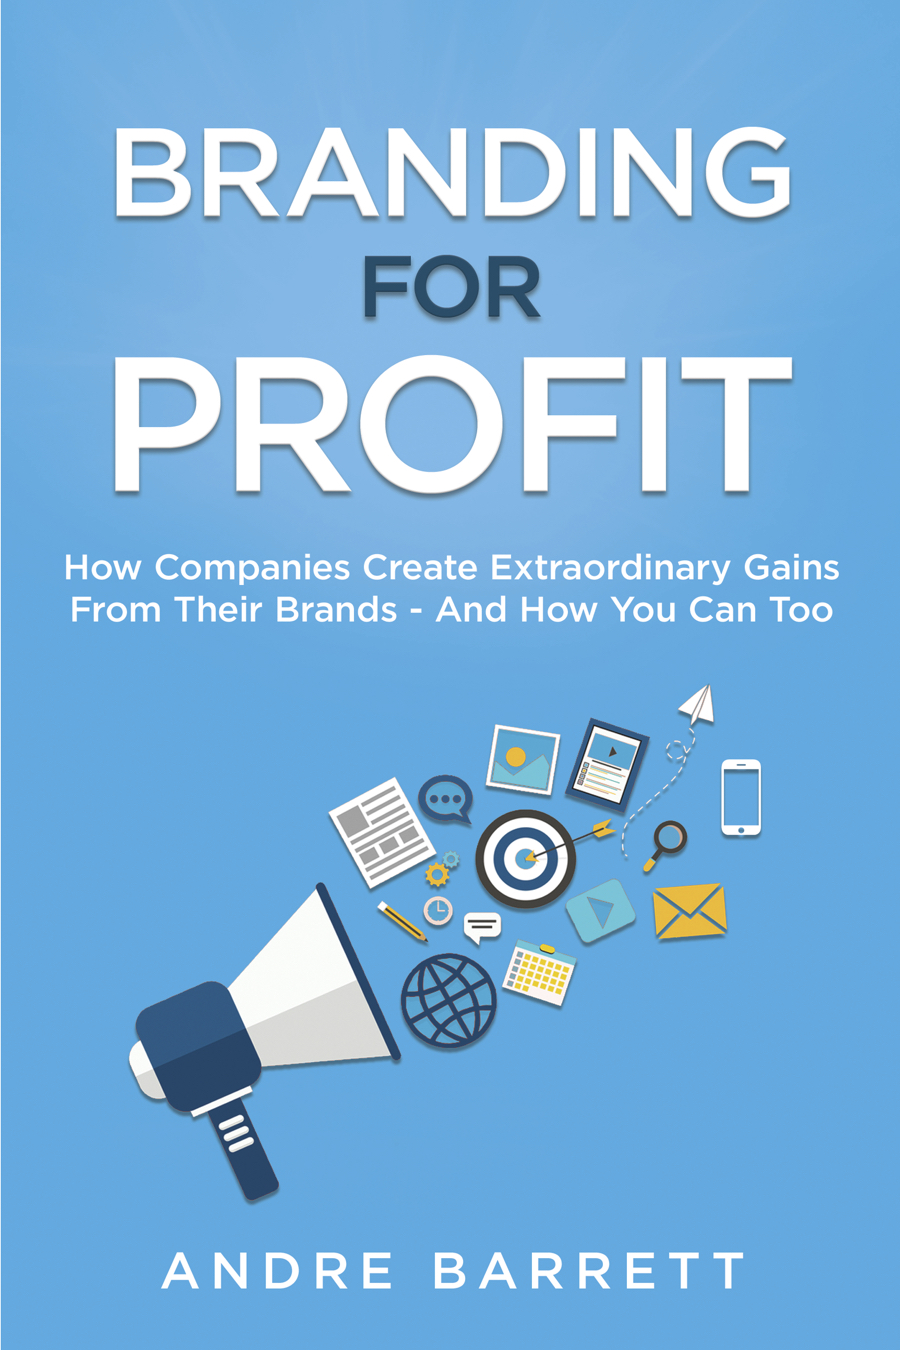 BRANDING
FOR
PROFIT
How Companies Create Extraordinary Gains
From Their Brands - And How You Can Too
ANDRE BARRETT